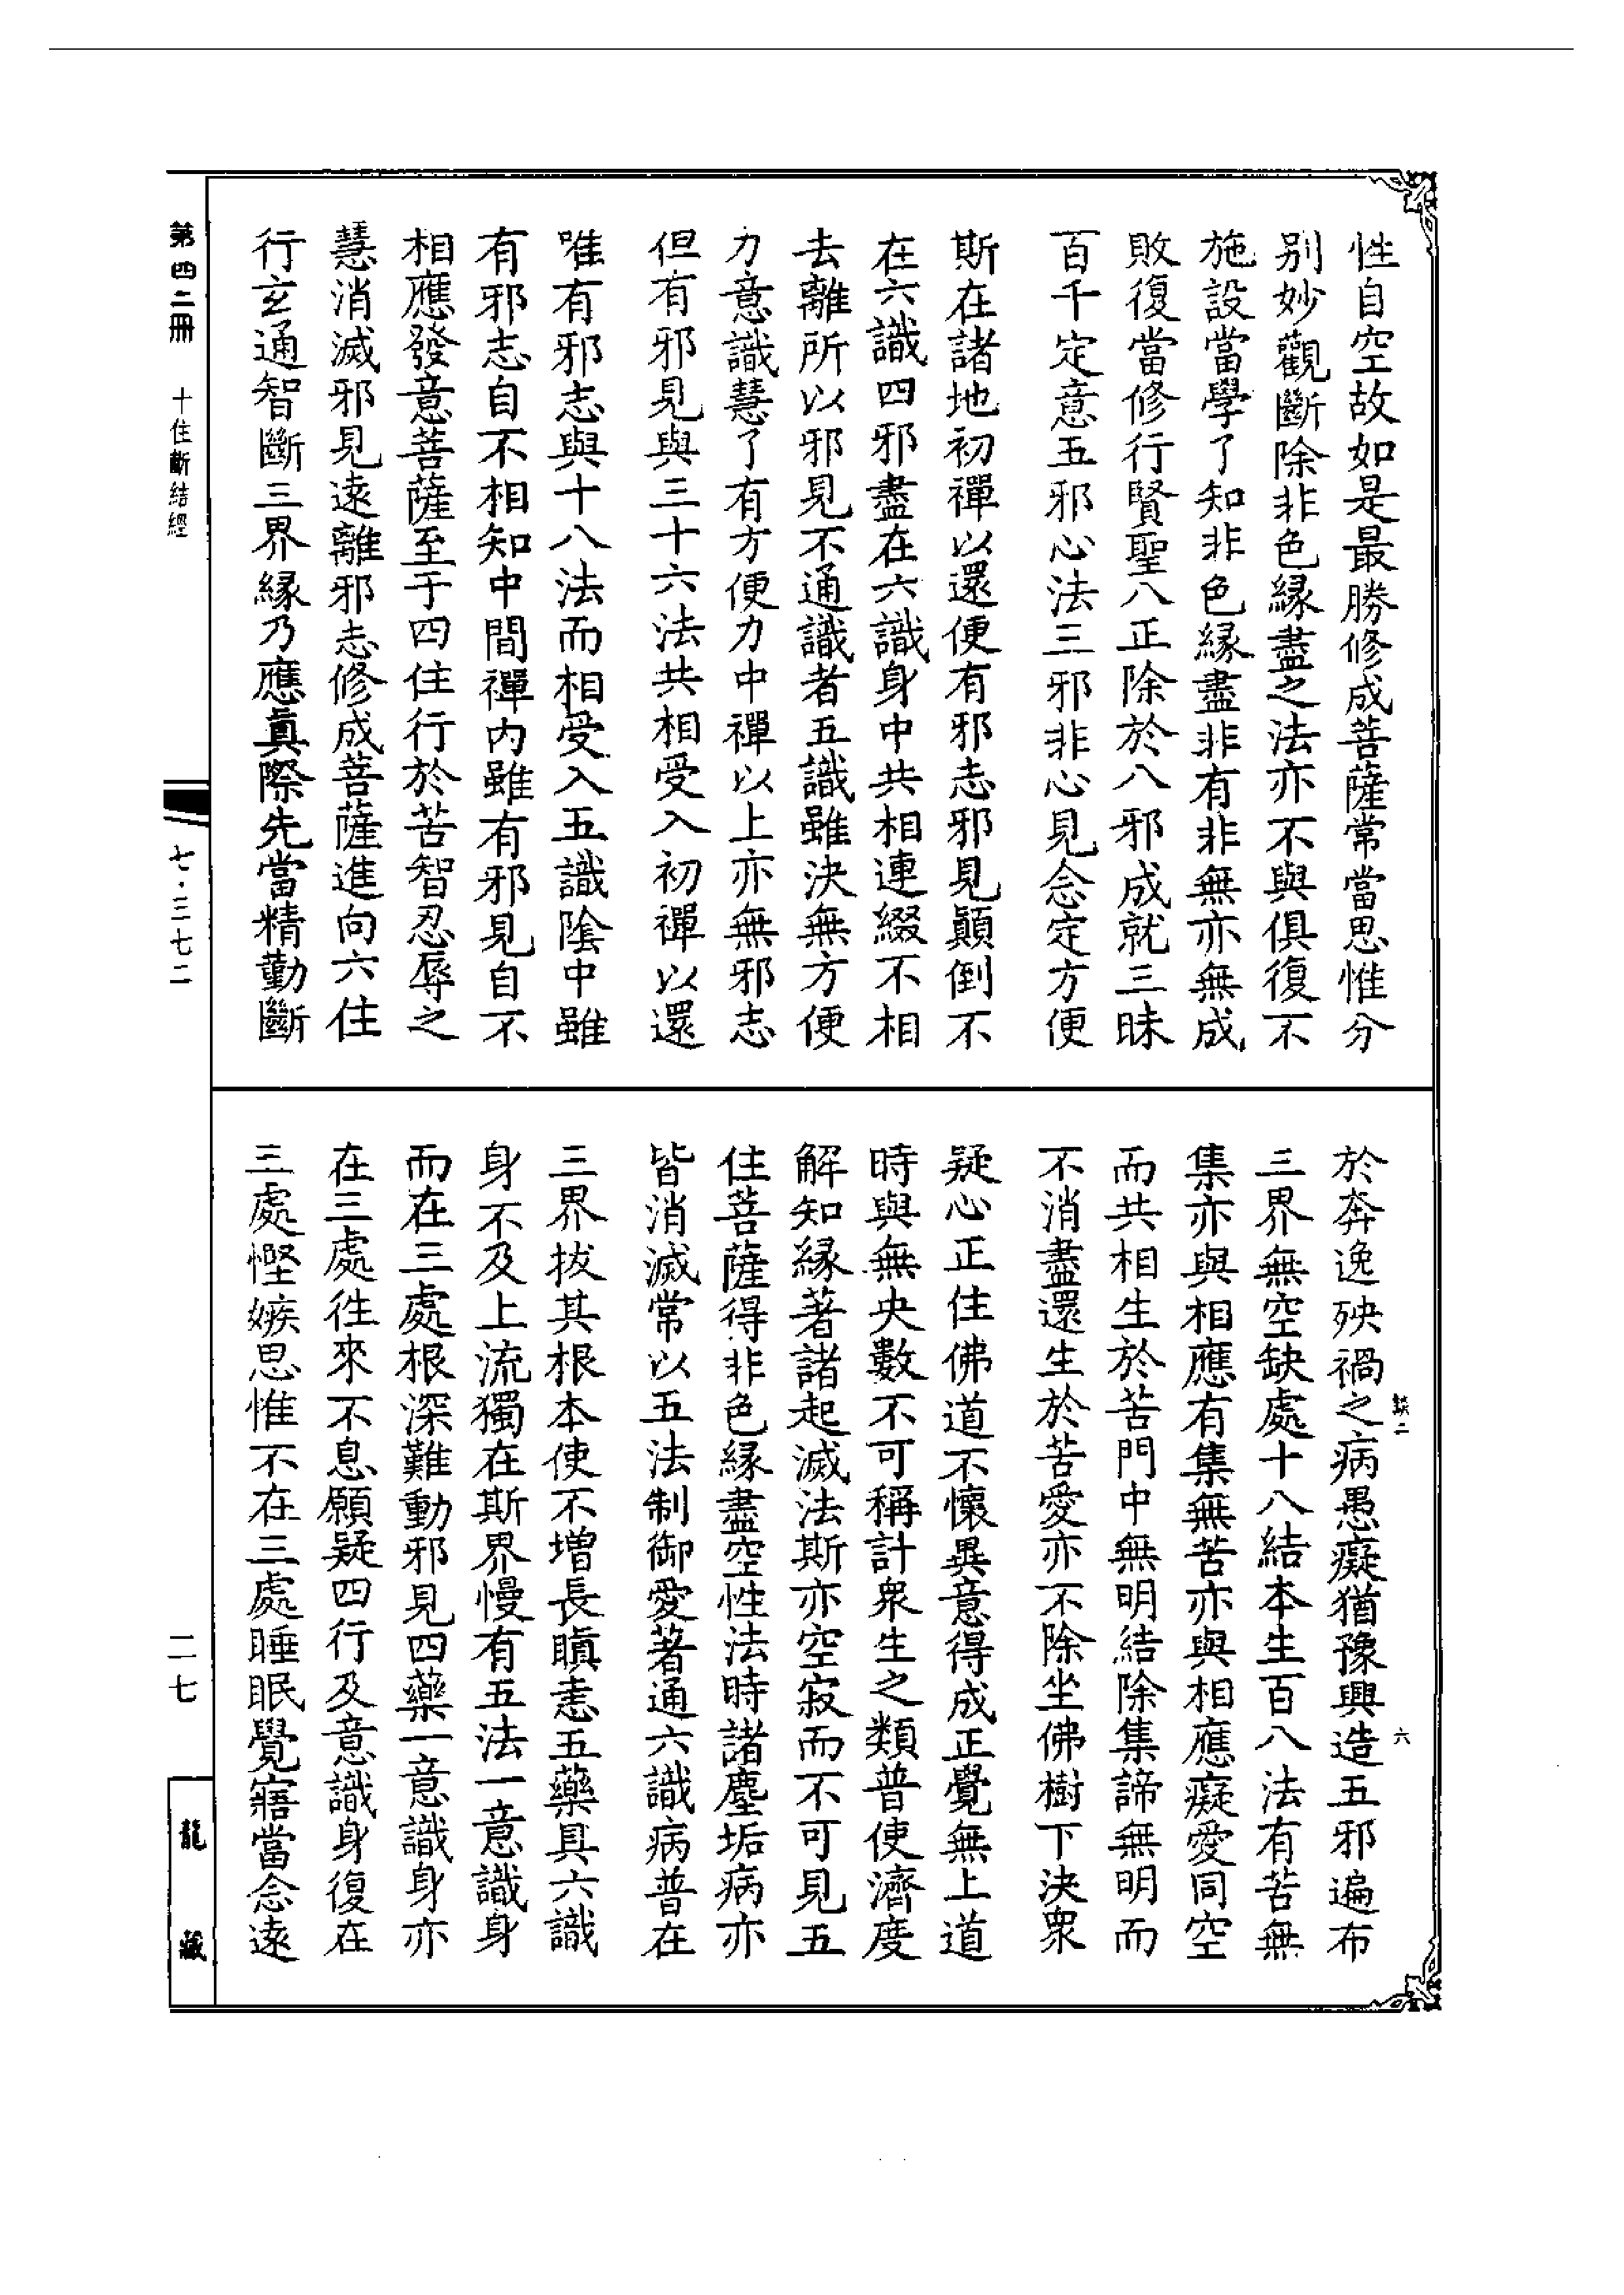 性自空故如是最勝修成菩薩常當思惟分
别妙觀斷除非色緣盡之法亦不與俱復不
施設當學了知非色緣盡非有非無亦無成
敗復當修行賢聖八正除於八邪成就三昧
百千定意五邪心法三邪非心見念定方便
斯在諸地初禪以還便有邪志邪見顛倒不
在六識四邪盡在六識身中共相連綴不相
去離所以邪見不通識者五識雖決無方便
力意識慧了有方便力中禪以上亦無邪志
但有邪見與三十六法共相受入初禪以還
唯有邪志與十八法而相受入五識陰中雖
有邪志自不相知中間禪内雖有邪見自不
相應發意菩薩至于四住行於苦智忍辱之
慧消滅邪見遠離邪志修成菩薩進向六住
行玄通智斷三界緣乃應真際先當精勤斷
於奔逸殃禍之病愚癡猶豫興造五邪遍布
三界無空缺處十八結本生百八法有苦無
集亦與相應有集無苦亦與相應癡愛同空
而共相生於苦門中無明結除集諦無明而
不消盡還生於苦愛亦不除坐佛樹下決衆
疑心正住佛道不懷異意得成正覺無上道
時與無央數不可稱計衆生之類普使濟度
解知緣著諸起滅法斯亦空寂而不可見五
住菩薩得非色緣盡空性法時諸塵垢病亦
皆消滅常以五法制御愛著通六識病普在
三界拔其根本使不增長瞋恚五藥具六識
身不及上流獨在斯界慢有五法一意識身
而在三處根深難動邪見四藥一意識身亦
在三處徃來不息願疑四行及意識身復在
三處慳嫉思惟不在三處睡眠覺寤當念遠
第四二冊
十住斷結經
七·三七二
二七
龍藏
六